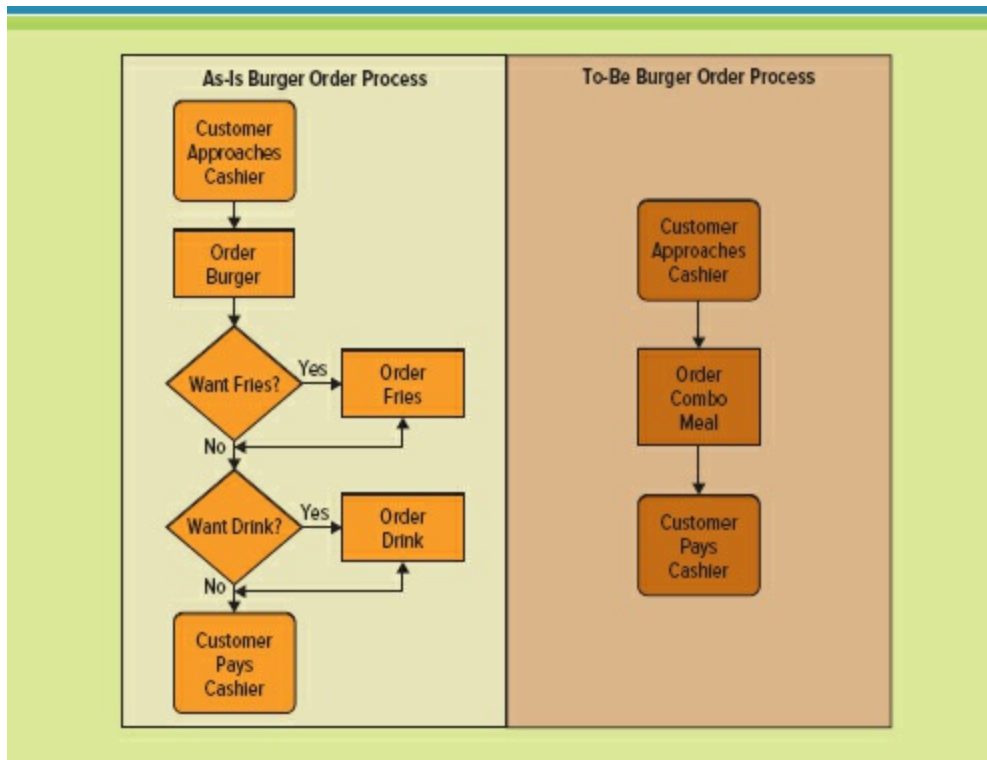 As-Is Burger Order Process
Customer
Approaches
Cashier
Order
Burger
Want Fries?
Yes
Order
Fries
No
Want Drink?
Yes
Order
Drink
No
Customer
Pays
Cashier
To-Be Burger Order Process
Customer
Approaches
Cashier
Order
Combo
Meal
Customer
Pays
Cashier